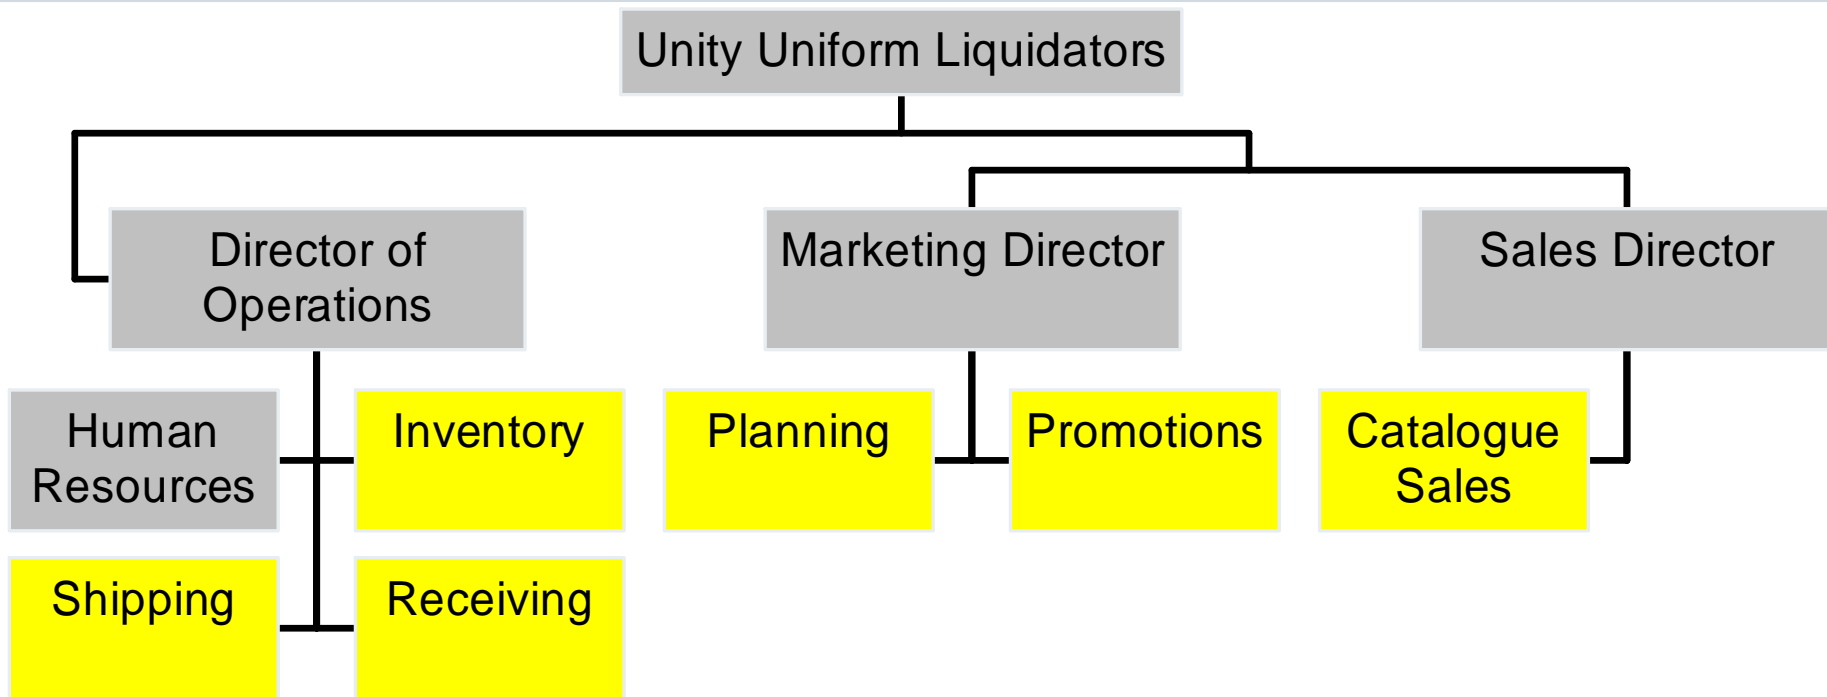 Unity Uniform Liquidators
Director of
Operations
Marketing Director
Sales Director
Human
Resources
Inventory
Planning
Promotions
Catalogue
Sales
Shipping
Receiving